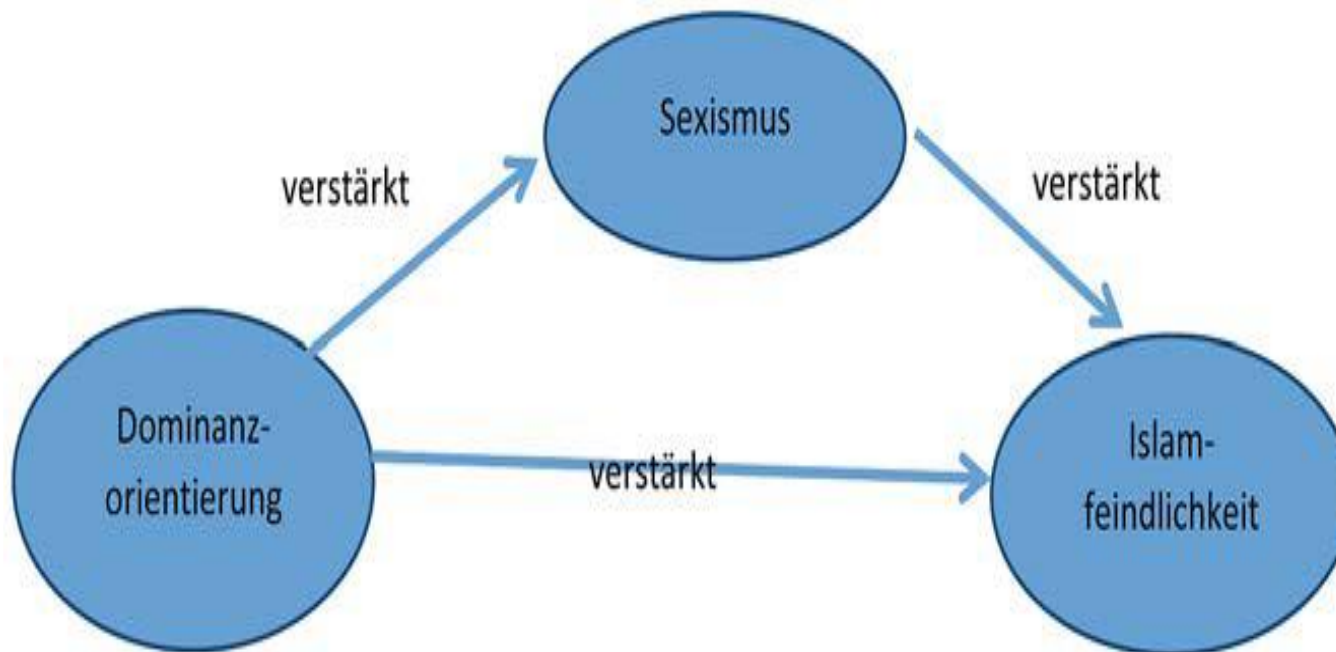 Sexismus
verstärkt
verstärkt
Dominanz-
orientierung
verstärkt
Islam-
feindlichkeit